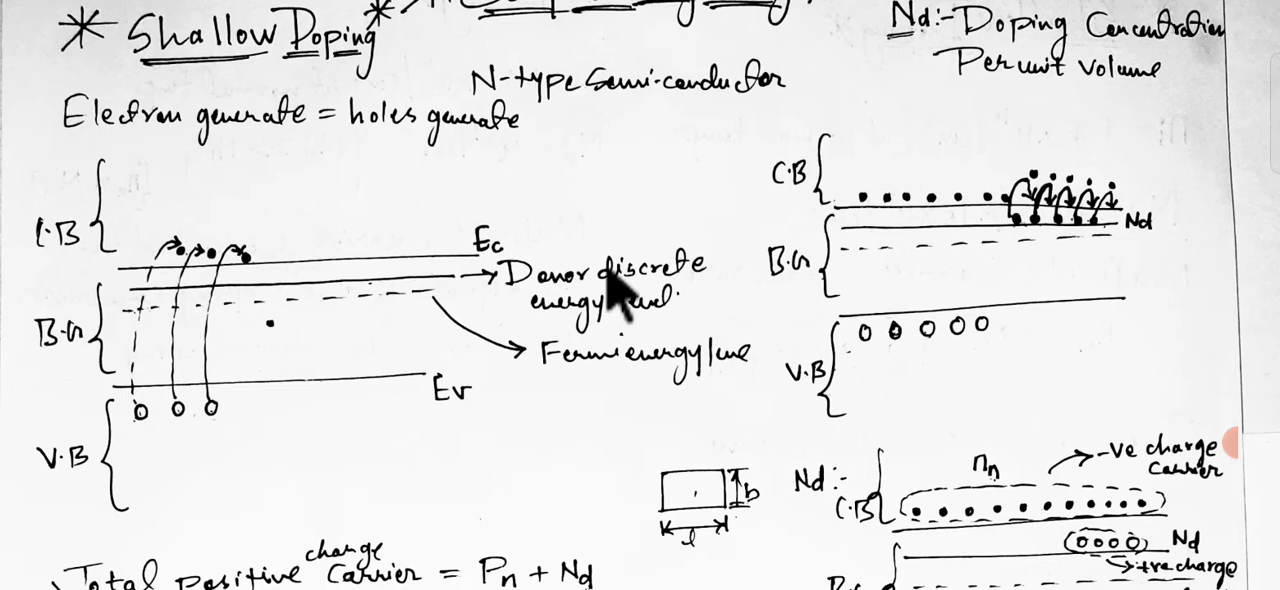 * Shallow Doping *
Nd:- Doping Concentration
Per unit volume
N-type Semi-conductor
Electron generate = holes generate
C.B
Ec
Donor discrete
energy
B.G
Fermi energy line
Ev
V.B
C.B
Nd
B.G
V.B
b
l
Nd:-
nn
-ve charge
Carrier
C.B
Nd
+ve charge
Total Positive charge Carrier = Pn + Nd